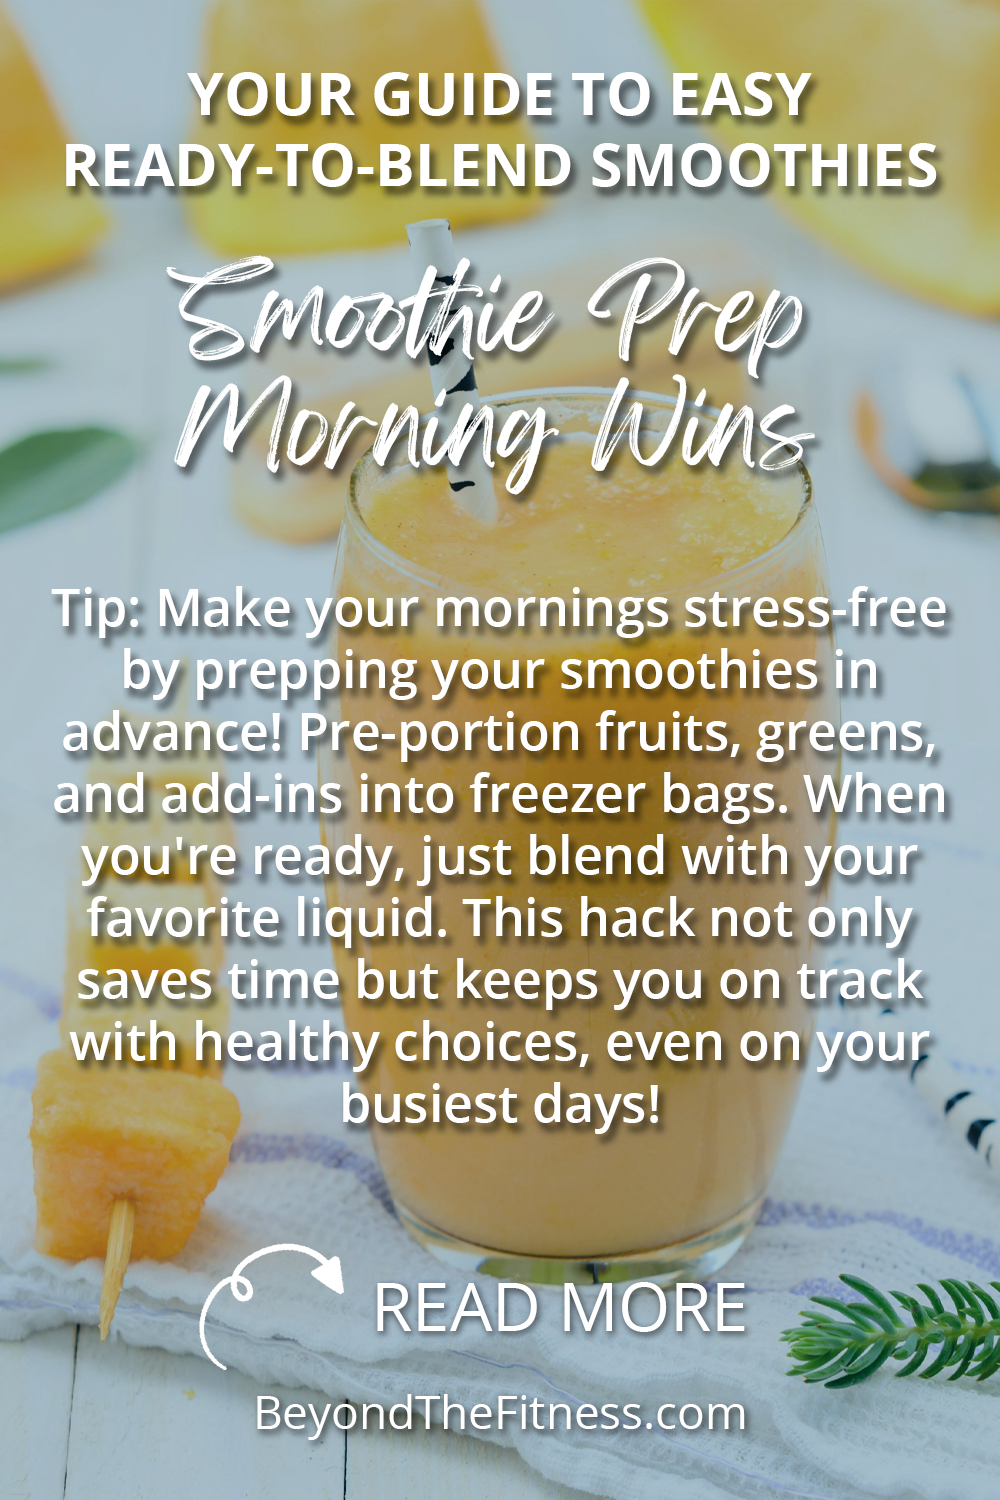 YOUR GUIDE TO EASY
READY-TO-BLEND SMOOTHIES
Smoothie Prep
Morning Wins
Tip: Make your mornings stress-free
by prepping your smoothies in
advance! Pre-portion fruits, greens,
and add-ins into freezer bags. When
you're ready, just blend with your
favorite liquid. This hack not only
saves time but keeps you on track
with healthy choices, even on your
busiest days!
READ MORE
BeyondTheFitness.com